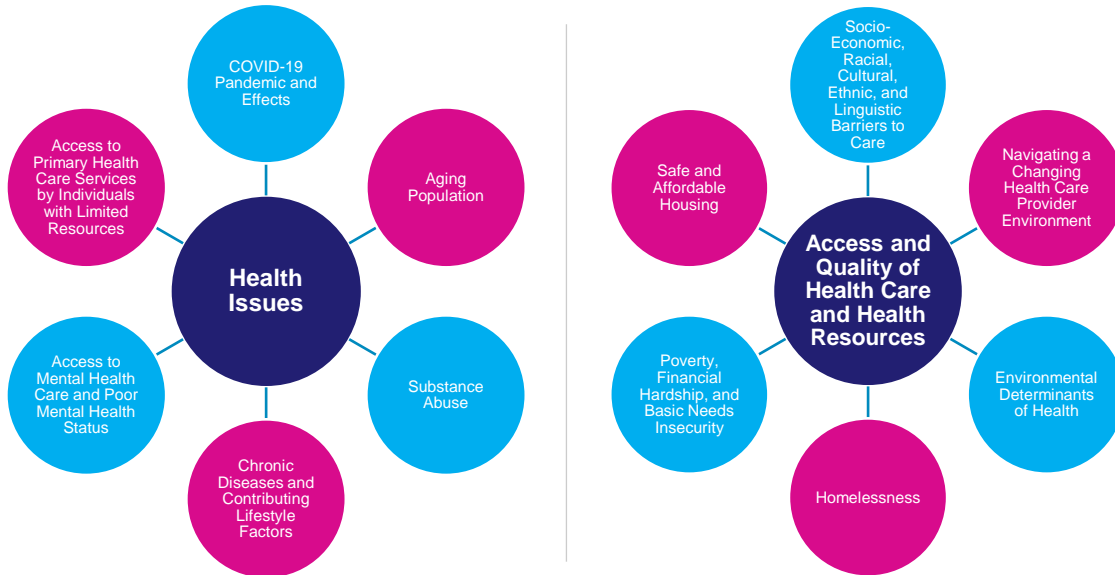 COVID-19
Pandemic and
Effects
Access to
Primary Health
Care Services
by Individuals
with Limited
Resources
Aging
Population
Health
Issues
Access to
Mental Health
Care and Poor
Mental Health
Status
Substance
Abuse
Chronic
Diseases and
Contributing
Lifestyle
Factors
Socio-
Economic,
Racial,
Cultural,
Ethnic, and
Linguistic
Barriers to
Care
Safe and
Affordable
Housing
Navigating a
Changing
Health Care
Provider
Environment
Access and
Quality of
Health Care
and Health
Resources
Poverty,
Financial
Hardship, and
Basic Needs
Insecurity
Environmental
Determinants
of Health
Homelessness